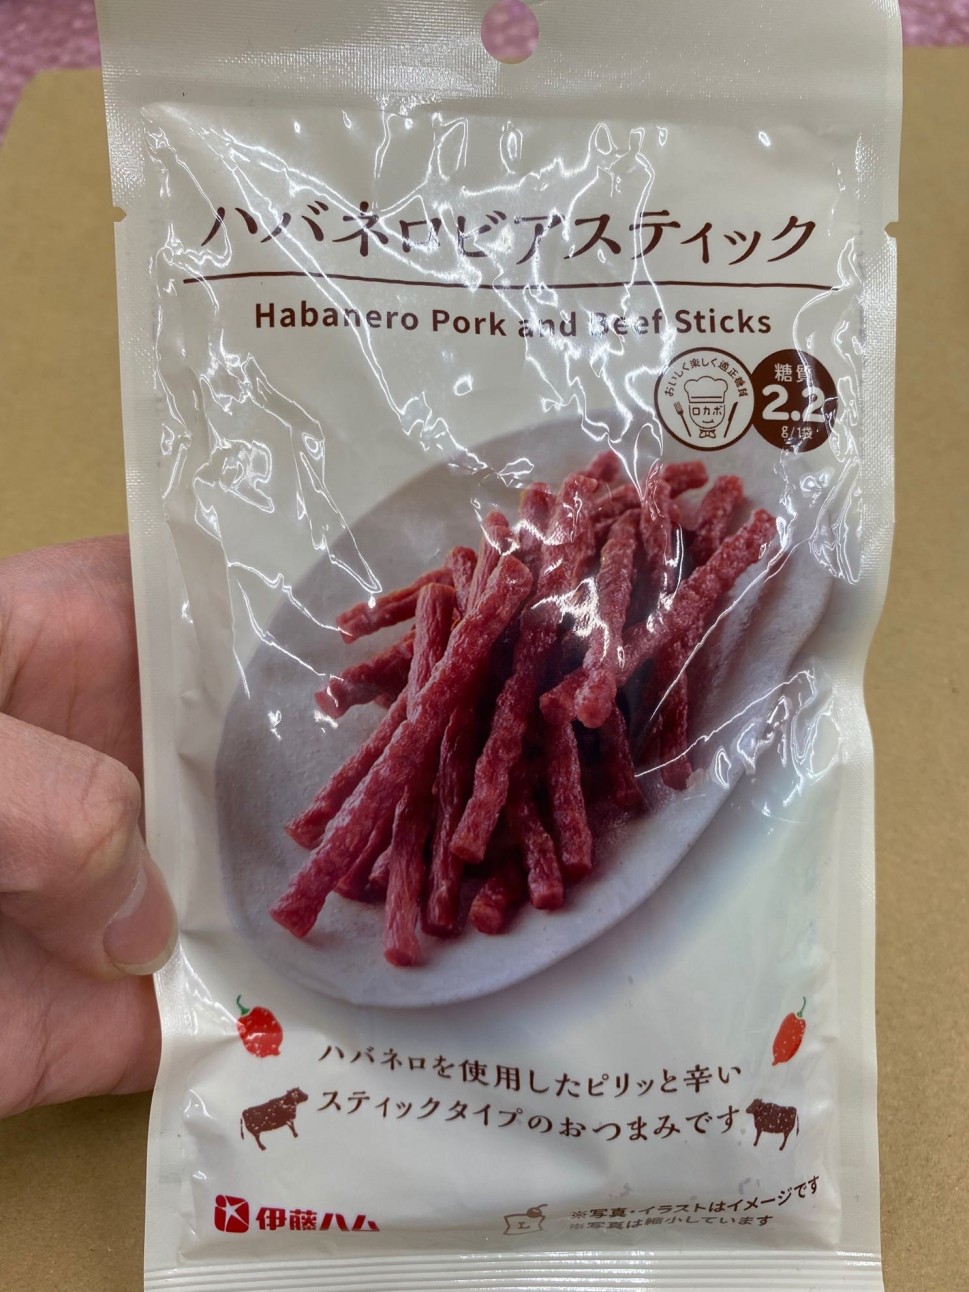 ハバネロビアスティック
Habanero Pork and Beef Sticks
おいしく楽しく適正糖質
ロカボ
糖質
2.2
g/1袋
ハバネロを使用したピリッと辛い
スティックタイプのおつまみです
伊藤ハム
L
※写真・イラストはイメージです
※写真は縮小しています